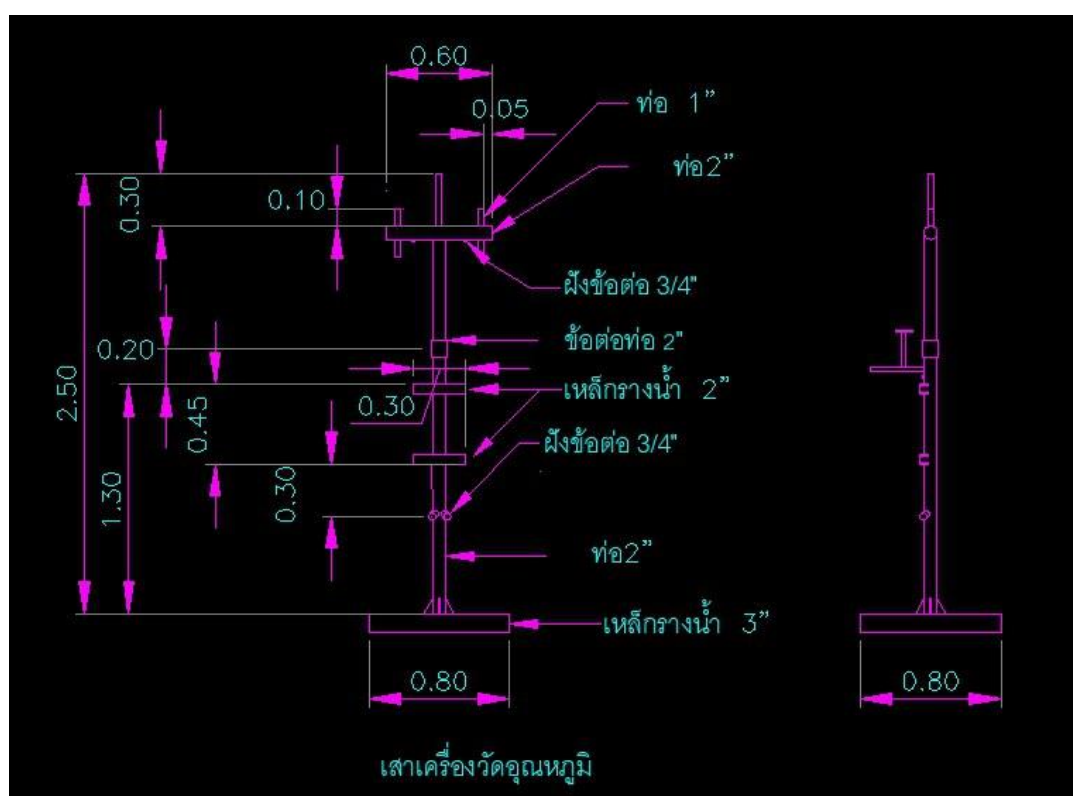 0.60
0.05
ท่อ 1”
ท่อ2”
0.30
0.10
ฝังข้อต่อ 3/4"
ข้อต่อท่อ 2"
0.20
เหล็กรางน้ำ 2”
2.50
0.30
0.45
ฝังข้อต่อ 3/4"
1.30
0.30
ท่อ2”
เหล็กรางน้ำ 3”
0.80
0.80
เสาเครื่องวัดอุณหภูมิ